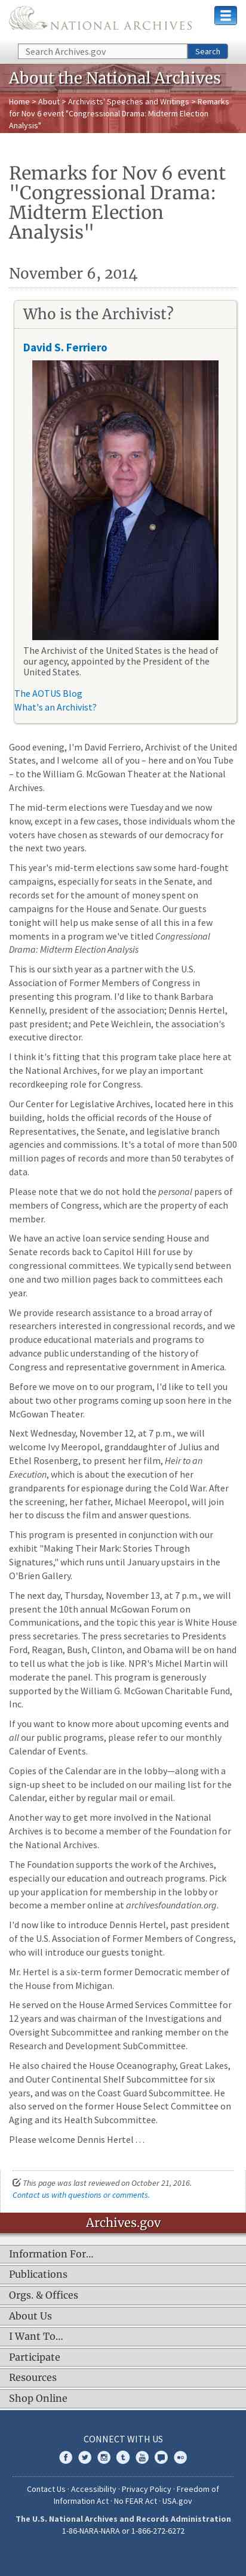 NATIONAL ARCHIVES
Search Archives.gov
Search
About the National Archives
Home > About > Archivists' Speeches and Writings > Remarks
for Nov 6 event "Congressional Drama: Midterm Election
Analysis"
Remarks for Nov 6 event
"Congressional Drama:
Midterm Election
Analysis"
November 6, 2014
Who is the Archivist?
David S. Ferriero
The Archivist of the United States is the head of
our agency, appointed by the President of the
United States.
The AOTUS Blog
What's an Archivist?
Good evening, I'm David Ferriero, Archivist of the United
States, and I welcome all of you – here and on You Tube
– to the William G. McGowan Theater at the National
Archives.
The mid-term elections were Tuesday and we now
know, except in a few cases, those individuals whom the
voters have chosen as stewards of our democracy for
the next two years.
This year's mid-term elections saw some hard-fought
campaigns, especially for seats in the Senate, and
records set for the amount of money spent on
campaigns for the House and Senate. Our guests
tonight will help us make sense of all this in a few
moments in a program we've titled Congressional
Drama: Midterm Election Analysis
This is our sixth year as a partner with the U.S.
Association of Former Members of Congress in
presenting this program. I'd like to thank Barbara
Kennelly, president of the association; Dennis Hertel,
past president; and Pete Weichlein, the association's
executive director.
I think it's fitting that this program take place here at
the National Archives, for we play an important
recordkeeping role for Congress.
Our Center for Legislative Archives, located here in this
building, holds the official records of the House of
Representatives, the Senate, and legislative branch
agencies and commissions. It's a total of more than 500
million pages of records and more than 50 terabytes of
data.
Please note that we do not hold the personal papers of
members of Congress, which are the property of each
member.
We have an active loan service sending House and
Senate records back to Capitol Hill for use by
congressional committees. We typically send between
one and two million pages back to committees each
year.
We provide research assistance to a broad array of
researchers interested in congressional records, and we
produce educational materials and programs to
advance public understanding of the history of
Congress and representative government in America.
Before we move on to our program, I'd like to tell you
about two other programs coming up soon here in the
McGowan Theater.
Next Wednesday, November 12, at 7 p.m., we will
welcome Ivy Meeropol, granddaughter of Julius and
Ethel Rosenberg, to present her film, Heir to an
Execution, which is about the execution of her
grandparents for espionage during the Cold War. After
the screening, her father, Michael Meeropol, will join
her to discuss the film and answer questions.
This program is presented in conjunction with our
exhibit "Making Their Mark: Stories Through
Signatures," which runs until January upstairs in the
O'Brien Gallery.
The next day, Thursday, November 13, at 7 p.m., we will
present the 10th annual McGowan Forum on
Communications, and the topic this year is White House
press secretaries. The press secretaries to Presidents
Ford, Reagan, Bush, Clinton, and Obama will be on hand
to tell us what the job is like. NPR's Michel Martin will
moderate the panel. This program is generously
supported by the William G. McGowan Charitable Fund,
Inc.
If you want to know more about upcoming events and
all our public programs, please refer to our monthly
Calendar of Events.
Copies of the Calendar are in the lobby—along with a
sign-up sheet to be included on our mailing list for the
Calendar, either by regular mail or email.
Another way to get more involved in the National
Archives is to become a member of the Foundation for
the National Archives.
The Foundation supports the work of the Archives,
especially our education and outreach programs. Pick
up your application for membership in the lobby or
become a member online at archivesfoundation.org.
I'd now like to introduce Dennis Hertel, past president
of the U.S. Association of Former Members of Congress,
who will introduce our guests tonight.
Mr. Hertel is a six-term former Democratic member of
the House from Michigan.
He served on the House Armed Services Committee for
12 years and was chairman of the Investigations and
Oversight Subcommittee and ranking member on the
Research and Development SubCommittee.
He also chaired the House Oceanography, Great Lakes,
and Outer Continental Shelf Subcommittee for six
years, and was on the Coast Guard Subcommittee. He
also served on the former House Select Committee on
Aging and its Health Subcommittee.
Please welcome Dennis Hertel . . .
This page was last reviewed on October 21, 2016.
Contact us with questions or comments.
Archives.gov
Information For...
Publications
Orgs. & Offices
About Us
I Want To...
Participate
Resources
Shop Online
CONNECT WITH US
Contact Us · Accessibility · Privacy Policy · Freedom of
Information Act · No FEAR Act · USA.gov
The U.S. National Archives and Records Administration
1-86-NARA-NARA or 1-866-272-6272